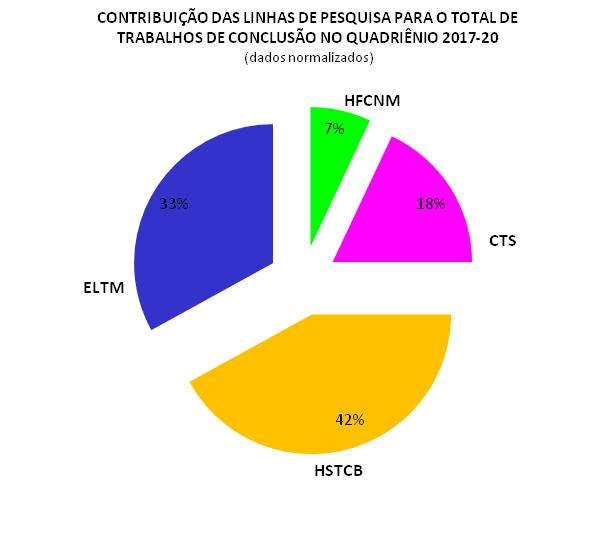 CONTRIBUIÇÃO DAS LINHAS DE PESQUISA PARA O TOTAL DE
TRABALHOS DE CONCLUSÃO NO QUADRIÊNIO 2017-20
(dados normalizados)
HFCNM
7%
18%
CTS
33%
ELTM
42%
HSTCB